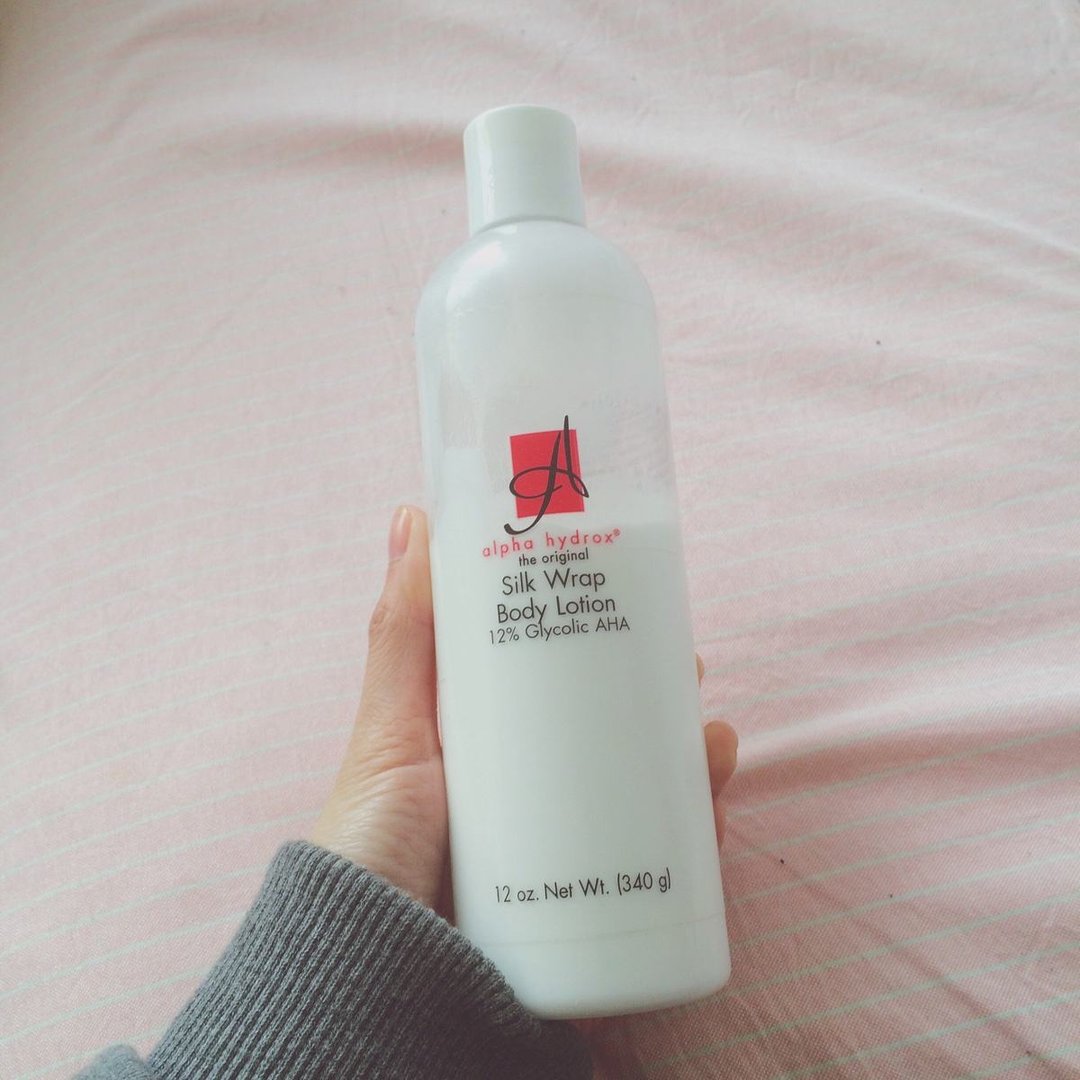 A
alpha hydrox®
the original
Silk Wrap
Body Lotion
12% Glycolic AHA
12 oz. Net Wt. (340 g)